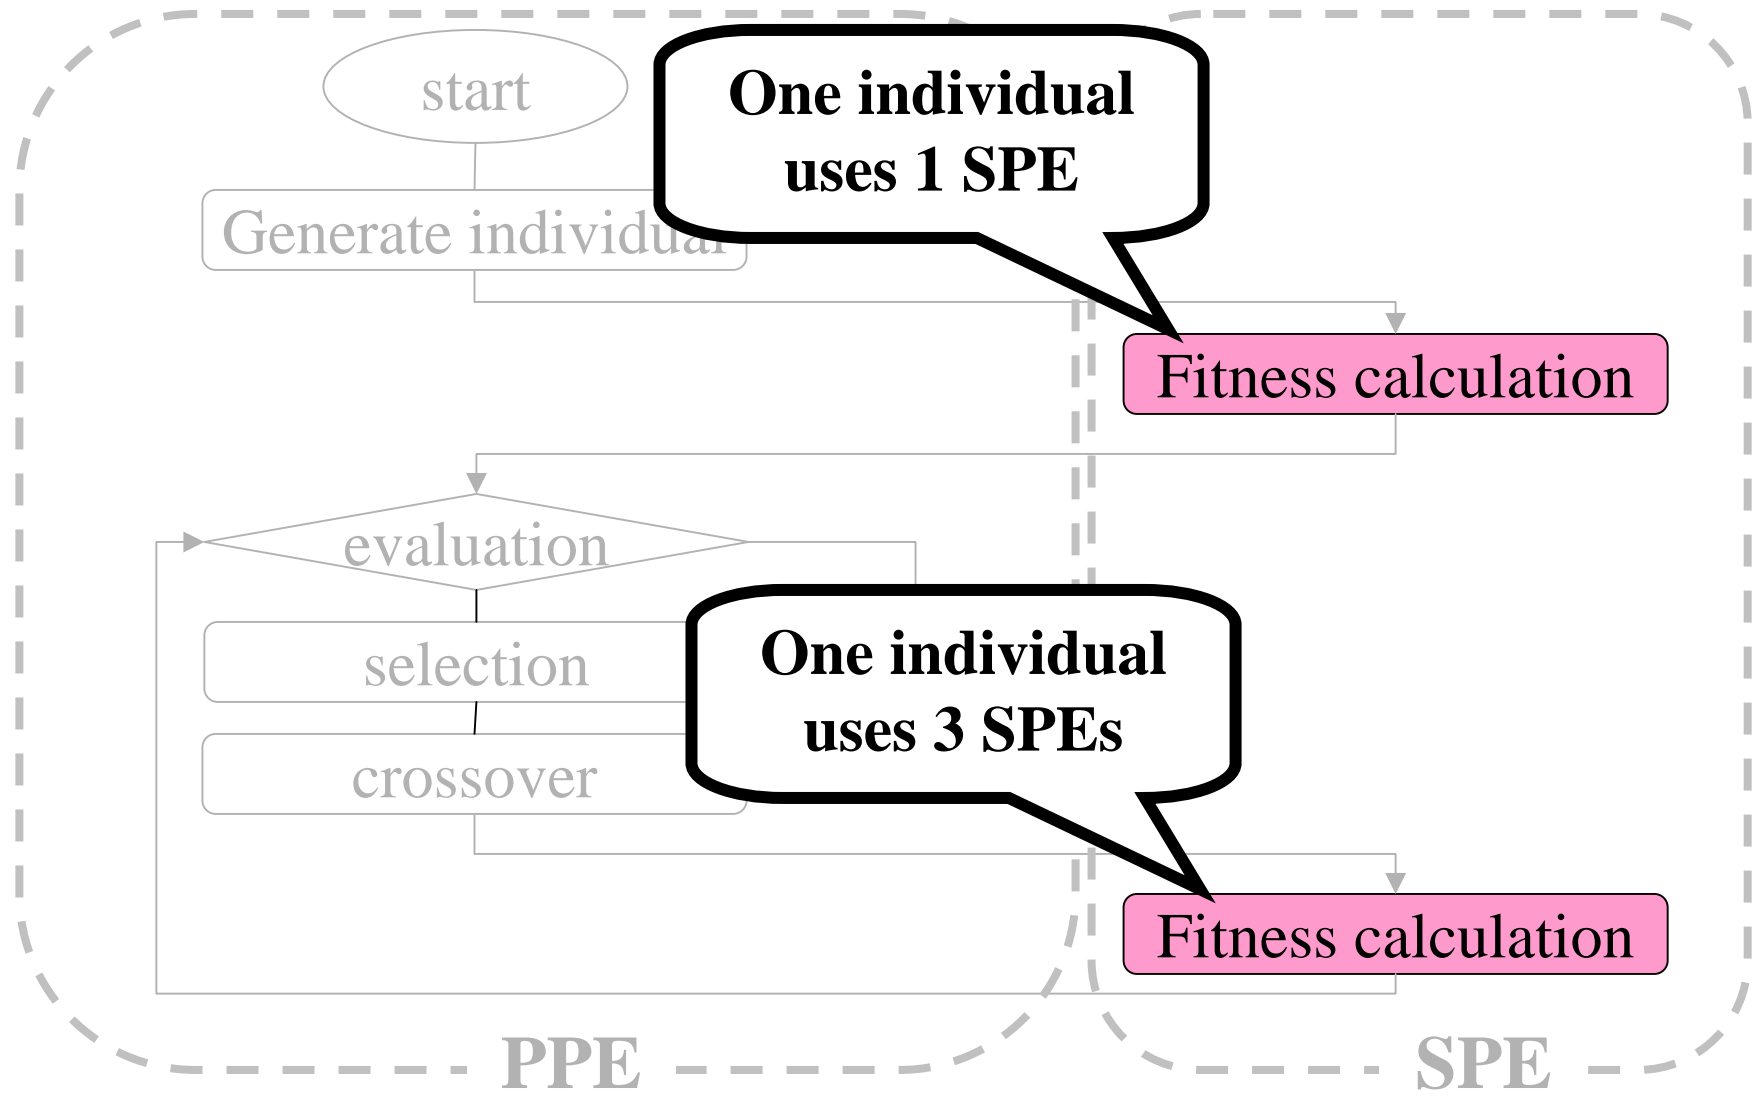 start
One individual
uses 1 SPE
Generate individual
Fitness calculation
evaluation
One individual
uses 3 SPEs
selection
crossover
Fitness calculation
PPE
SPE